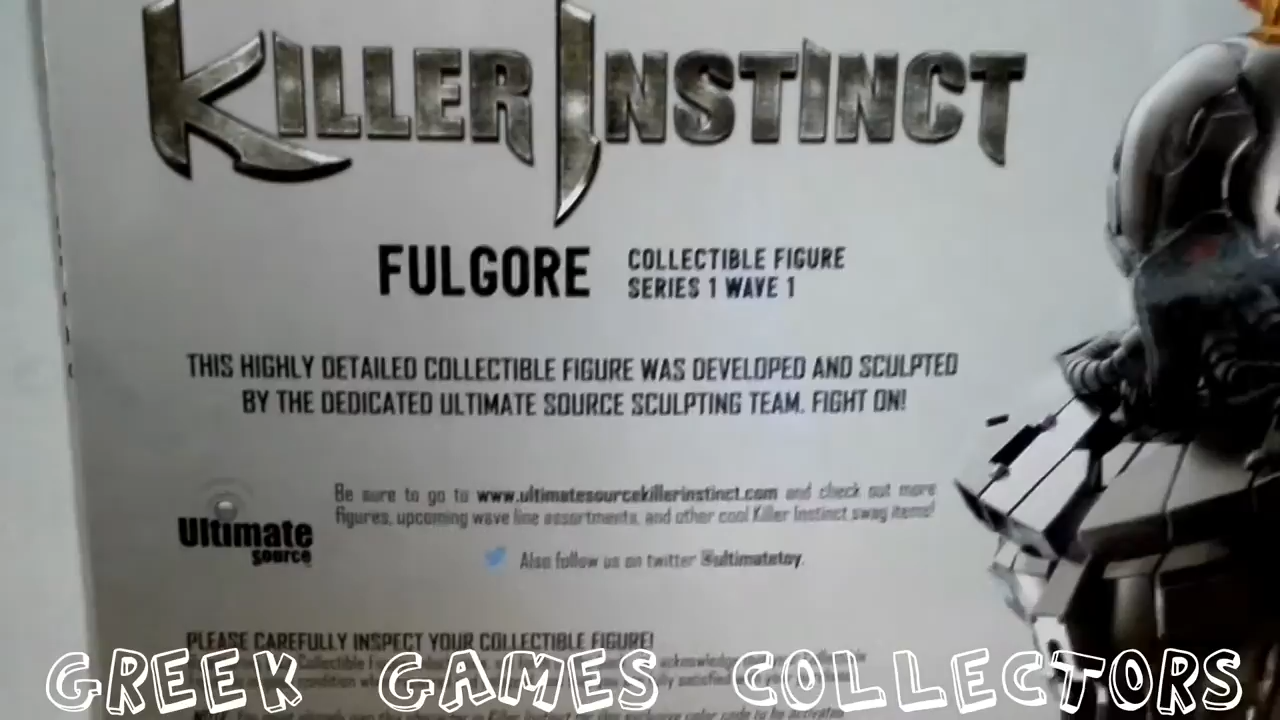 KILLER INSTINCT
FULGORE
COLLECTIBLE FIGURE
SERIES 1 WAVE 1
THIS HIGHLY DETAILED COLLECTIBLE FIGURE WAS DEVELOPED AND SCULPTED
BY THE DEDICATED ULTIMATE SOURCE SCULPTING TEAM. FIGHT ON!
Be sure to go to www.ultimatesourcekillerinstinct.com and check out more
figures, upcoming wave line assortments, and other cool Killer Instinct swag items!
Ultimate
source
Also follow us on twitter @ultimatetoy.
PLEASE CAREFULLY INSPECT YOUR COLLECTIBLE FIGURE!
GREEK GAMES COLLECTORS